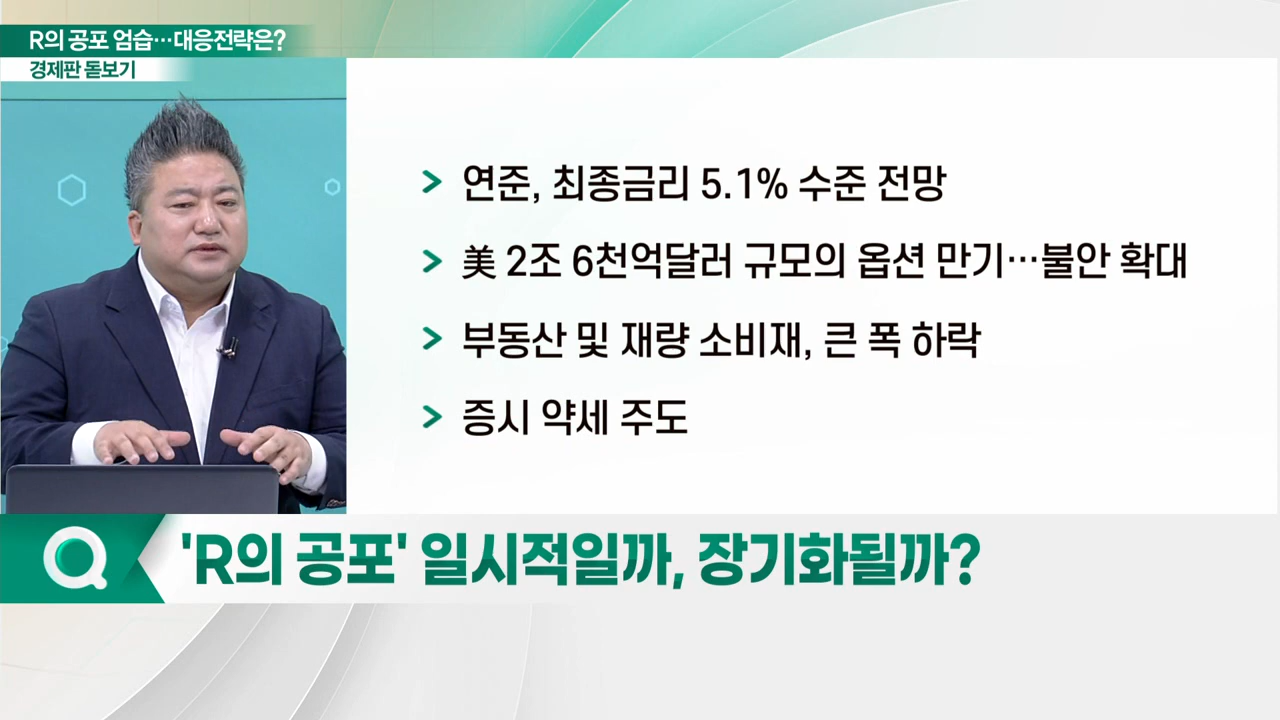 R의 공포 엄습…대응전략은?
경제판 돋보기
> 연준, 최종금리 5.1% 수준 전망
> 美 2조 6천억달러 규모의 옵션 만기…불안 확대
> 부동산 및 재량 소비재, 큰 폭 하락
> 증시 약세 주도
'R의 공포' 일시적일까, 장기화될까?